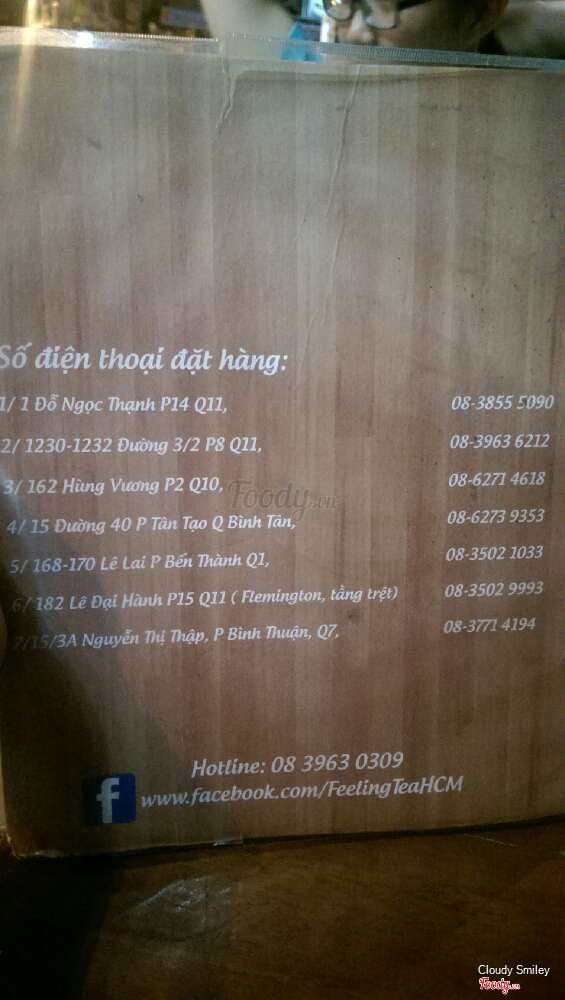 Số điện thoại đặt hàng:
1/ 1 Đỗ Ngọc Thạnh P14 Q11, 08-3855 5090
2/ 1230-1232 Đường 3/2 P8 Q11, 08-3963 6212
3/ 162 Hùng Vương P2 Q10, 08-6271 4618
Foody.vn
4/ 15 Đường 40 P Tân Tạo Q Bình Tân, 08-6273 9353
5/ 168-170 Lê Lai P Bến Thành Q1, 08-3502 1033
6/ 182 Lê Đại Hành P15 Q11 ( Flemington, tầng trệt) 08-3502 9993
7/15/3A Nguyễn Thị Thập, P Bình Thuận, Q7, 08-3771 4194
Hotline: 08 3963 0309
f www.facebook.com/FeelingTeaHCM
Cloudy Smiley
Foody.vn